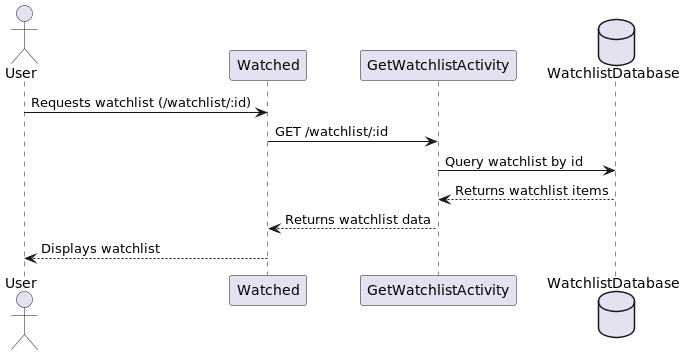 User
Watched
GetWatchlistActivity
WatchlistDatabase
Requests watchlist (/watchlist/:id)
GET /watchlist/:id
Query watchlist by id
Returns watchlist items
Returns watchlist data
Displays watchlist
User
Watched
GetWatchlistActivity
WatchlistDatabase